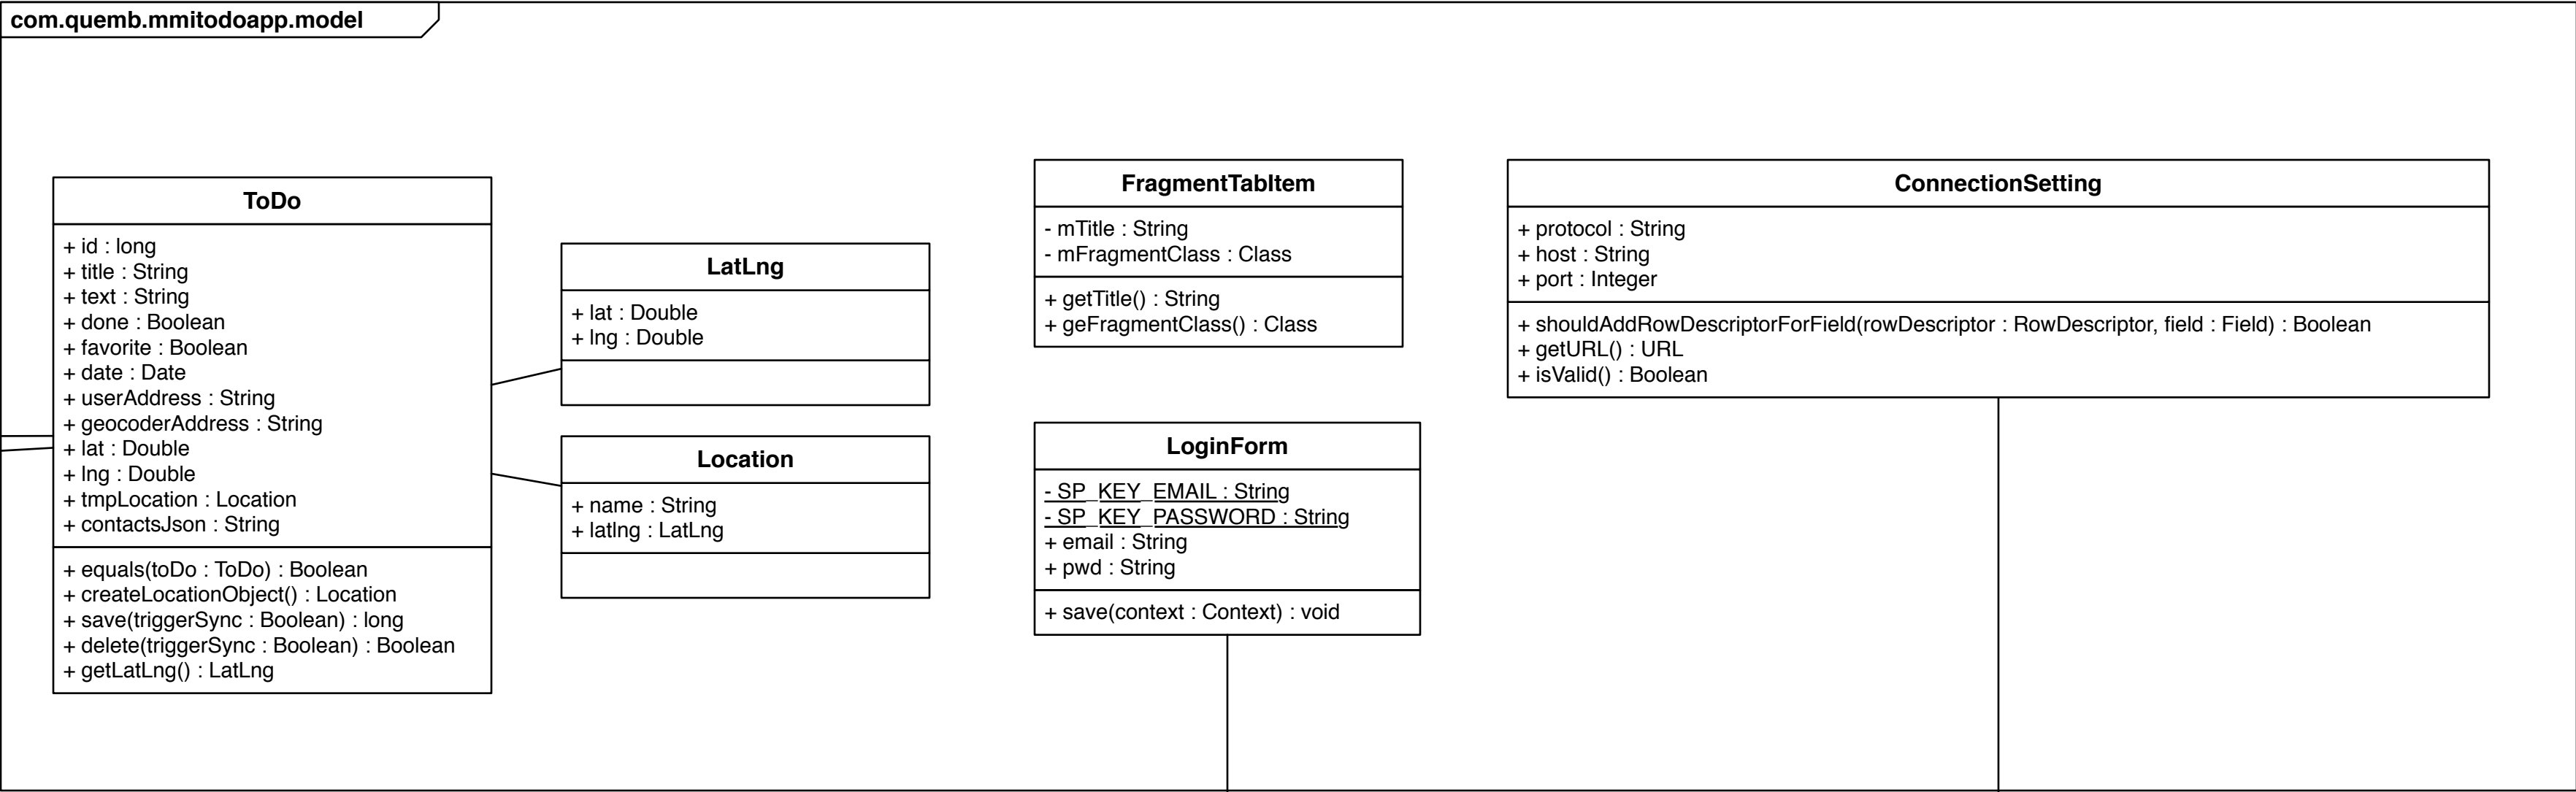 com.quemb.mmitodoapp.model
ToDo
+ id : long
+ title : String
+ text : String
+ done : Boolean
+ favorite : Boolean
+ date : Date
+ userAddress : String
+ geocoderAddress : String
+ lat : Double
+ lng : Double
+ tmpLocation : Location
+ contactsJson : String
+ equals(toDo : ToDo) : Boolean
+ createLocationObject() : Location
+ save(triggerSync : Boolean) : long
+ delete(triggerSync : Boolean) : Boolean
+ getLatLng() : LatLng
LatLng
+ lat : Double
+ lng : Double
Location
+ name : String
+ latlng : LatLng
FragmentTabItem
- mTitle : String
- mFragmentClass : Class
+ getTitle() : String
+ geFragmentClass() : Class
LoginForm
- SP_KEY_EMAIL : String
- SP_KEY_PASSWORD : String
+ email : String
+ pwd : String
+ save(context : Context) : void
ConnectionSetting
+ protocol : String
+ host : String
+ port : Integer
+ shouldAddRowDescriptorForField(rowDescriptor : RowDescriptor, field : Field) : Boolean
+ getURL() : URL
+ isValid() : Boolean